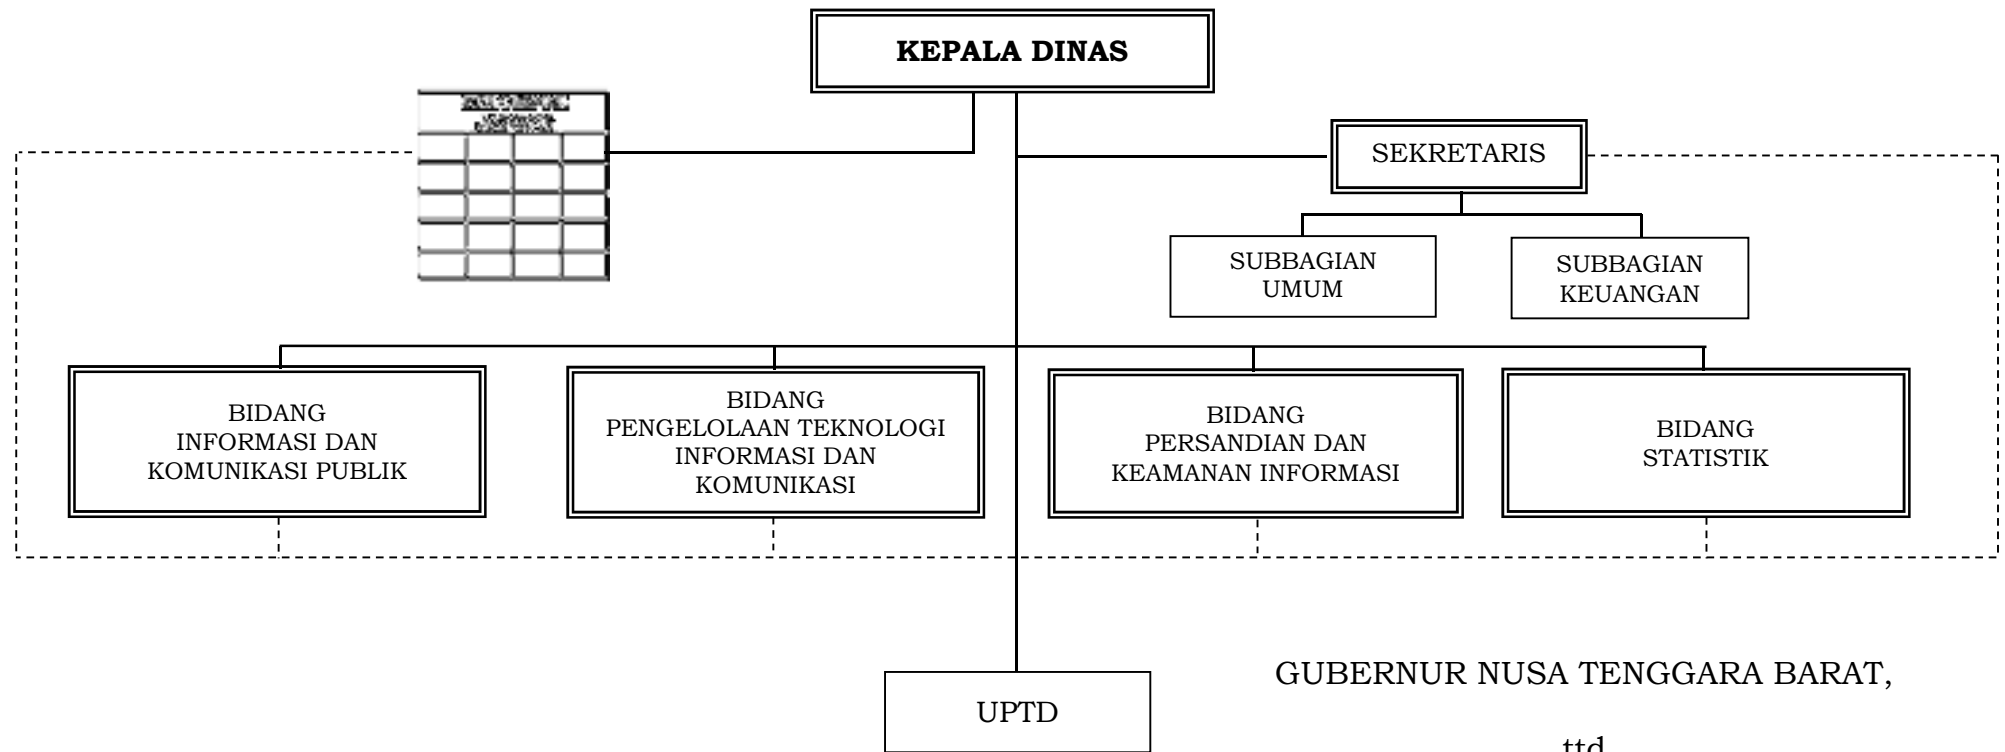 KEPALA DINAS
SEKRETARIS
SUBBAGIAN
UMUM
SUBBAGIAN
KEUANGAN
BIDANG
INFORMASI DAN
KOMUNIKASI PUBLIK
BIDANG
PENGELOLAAN TEKNOLOGI
INFORMASI DAN
KOMUNIKASI
BIDANG
PERSANDIAN DAN
KEAMANAN INFORMASI
BIDANG
STATISTIK
UPTD
GUBERNUR NUSA TENGGARA BARAT,
ttd